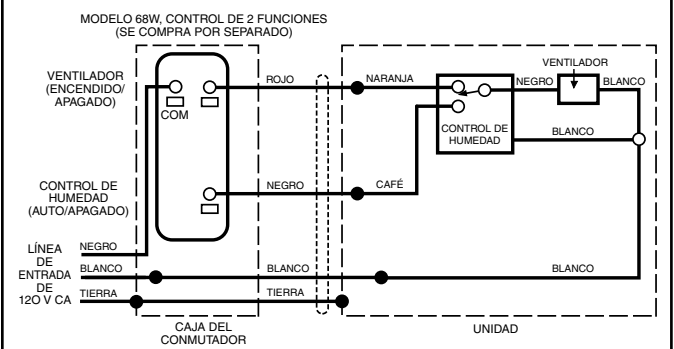 MODELO 68W, CONTROL DE 2 FUNCIONES
(SE COMPRA POR SEPARADO)
VENTILADOR
(ENCENDIDO/
APAGADO)
COM
ROJO
NARANJA
NEGRO
VENTILADOR
BLANCO
CONTROL DE
HUMEDAD
BLANCO
CONTROL DE
HUMEDAD
(AUTO/APAGADO)
NEGRO
CAFÉ
LÍNEA
DE
ENTRADA
DE
12O V CA
NEGRO
BLANCO
BLANCO
BLANCO
TIERRA
TIERRA
CAJA DEL
CONMUTADOR
UNIDAD